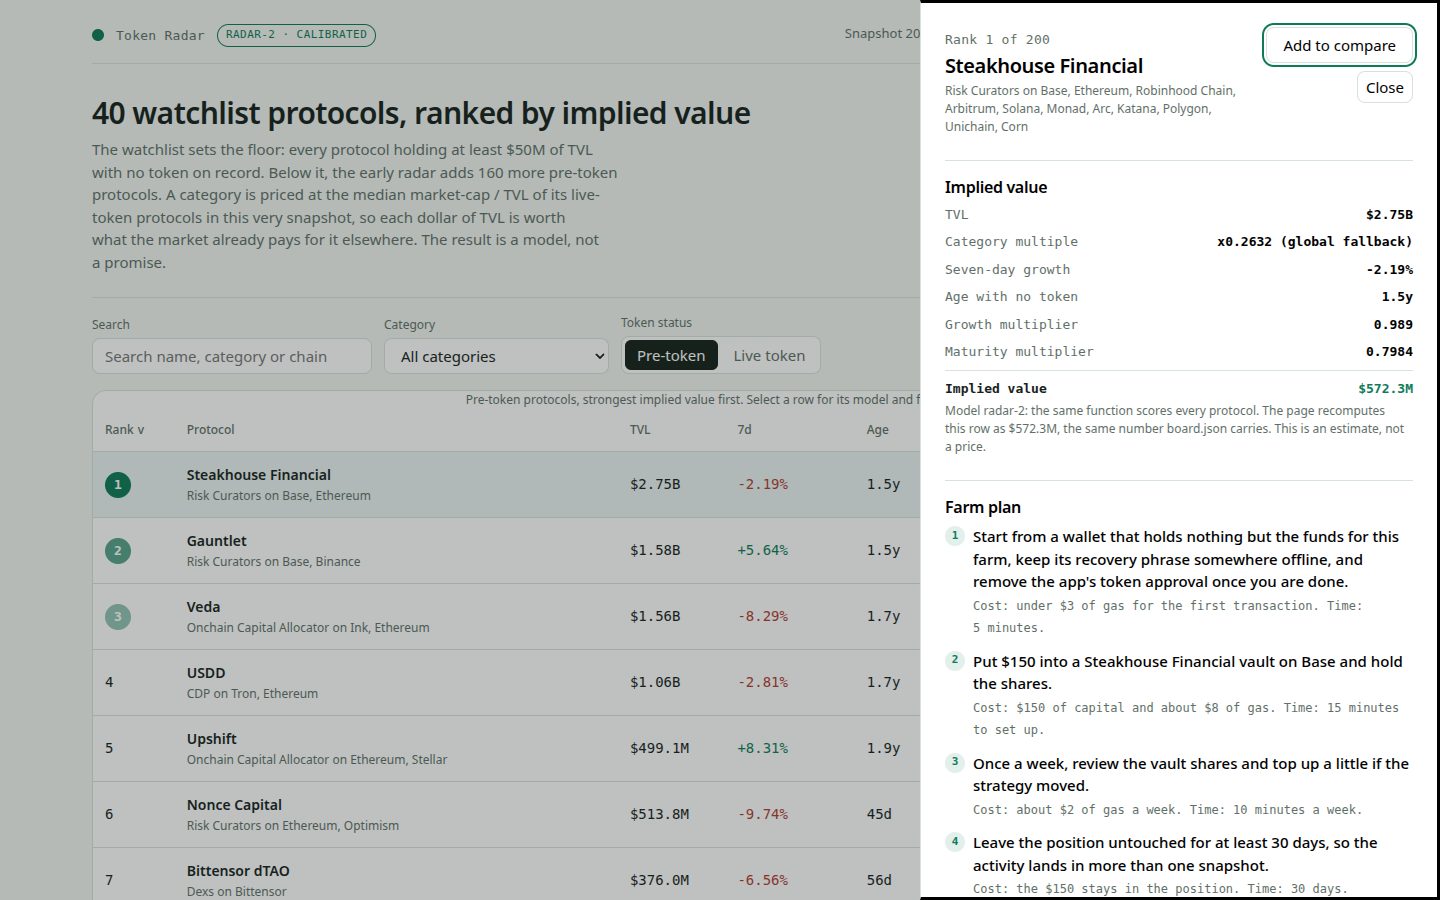 Token Radar
RADAR-2 · CALIBRATED
Snapshot 20
40 watchlist protocols, ranked by implied value
The watchlist sets the floor: every protocol holding at least $50M of TVL
with no token on record. Below it, the early radar adds 160 more pre-token
protocols. A category is priced at the median market-cap / TVL of its live-
token protocols in this very snapshot, so each dollar of TVL is worth
what the market already pays for it elsewhere. The result is a model, not
a promise.
Search
Category
Token status
Search name, category or chain
All categories
Pre-token
Live token
Pre-token protocols, strongest implied value first. Select a row for its model and f
Rank v Protocol TVL 7d Age
1 Steakhouse Financial $2.75B -2.19% 1.5y
Risk Curators on Base, Ethereum
2 Gauntlet $1.58B +5.64% 1.5y
Risk Curators on Base, Binance
3 Veda $1.56B -8.29% 1.7y
Onchain Capital Allocator on Ink, Ethereum
4 USDD $1.06B -2.81% 1.7y
CDP on Tron, Ethereum
5 Upshift $499.1M +8.31% 1.9y
Onchain Capital Allocator on Ethereum, Stellar
6 Nonce Capital $513.8M -9.74% 45d
Risk Curators on Ethereum, Optimism
7 Bittensor dTAO $376.0M -6.56% 56d
Dexs on Bittensor
Rank 1 of 200
Steakhouse Financial
Risk Curators on Base, Ethereum, Robinhood Chain,
Arbitrum, Solana, Monad, Arc, Katana, Polygon,
Unichain, Corn
Add to compare
Close
Implied value
TVL $2.75B
Category multiple x0.2632 (global fallback)
Seven-day growth -2.19%
Age with no token 1.5y
Growth multiplier 0.989
Maturity multiplier 0.7984
Implied value $572.3M
Model radar-2: the same function scores every protocol. The page recomputes
this row as $572.3M, the same number board.json carries. This is an estimate, not
a price.
Farm plan
1 Start from a wallet that holds nothing but the funds for this
farm, keep its recovery phrase somewhere offline, and
remove the app's token approval once you are done.
Cost: under $3 of gas for the first transaction. Time:
5 minutes.
2 Put $150 into a Steakhouse Financial vault on Base and hold
the shares.
Cost: $150 of capital and about $8 of gas. Time: 15 minutes
to set up.
3 Once a week, review the vault shares and top up a little if the
strategy moved.
Cost: about $2 of gas a week. Time: 10 minutes a week.
4 Leave the position untouched for at least 30 days, so the
activity lands in more than one snapshot.
Cost: the $150 stays in the position. Time: 30 days.